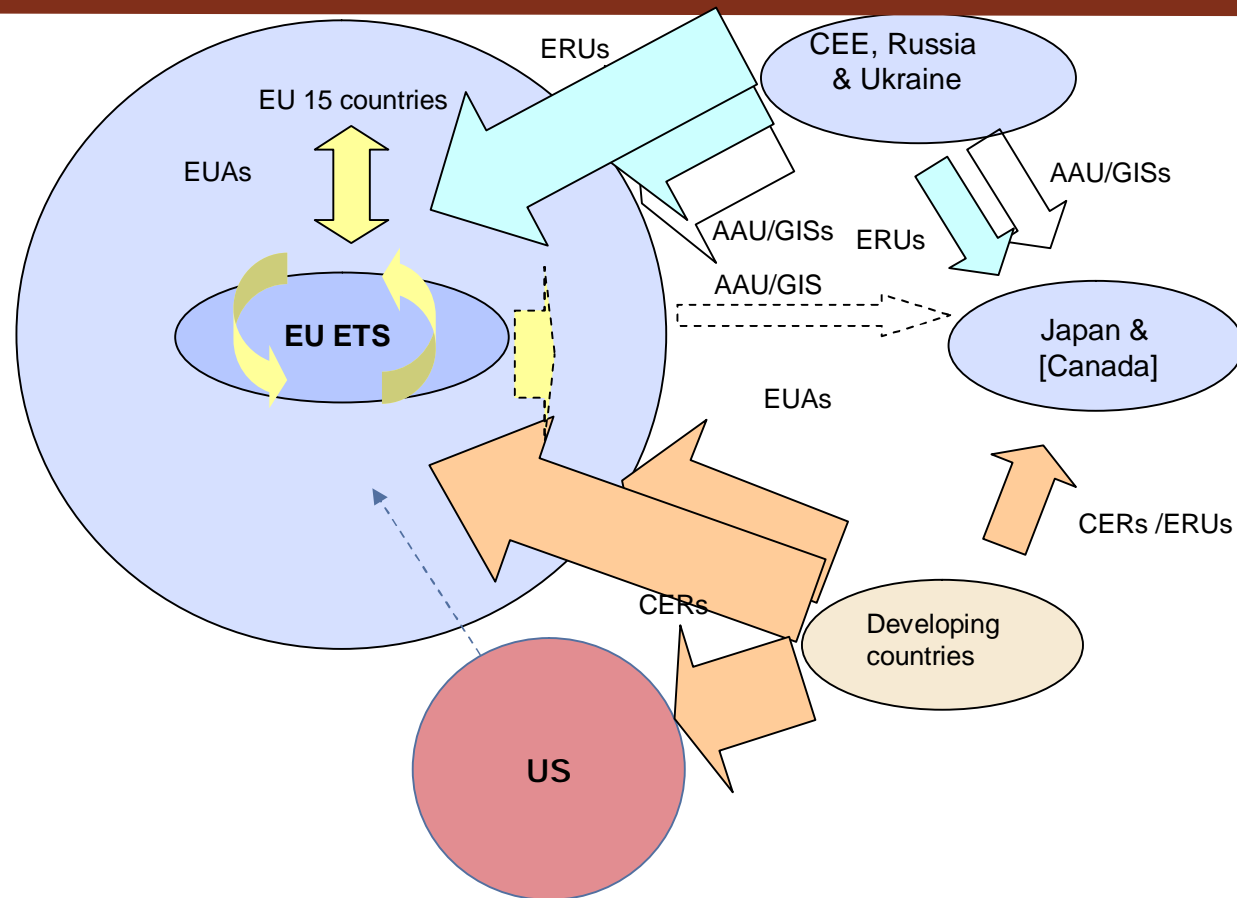 ERUs
CEE, Russia
& Ukraine
EU 15 countries
EUAs
AAU/GISs
AAU/GISs
ERUs
AAU/GIS
EU ETS
Japan &
[Canada]
EUAs
CERs /ERUs
CERs
Developing
countries
US